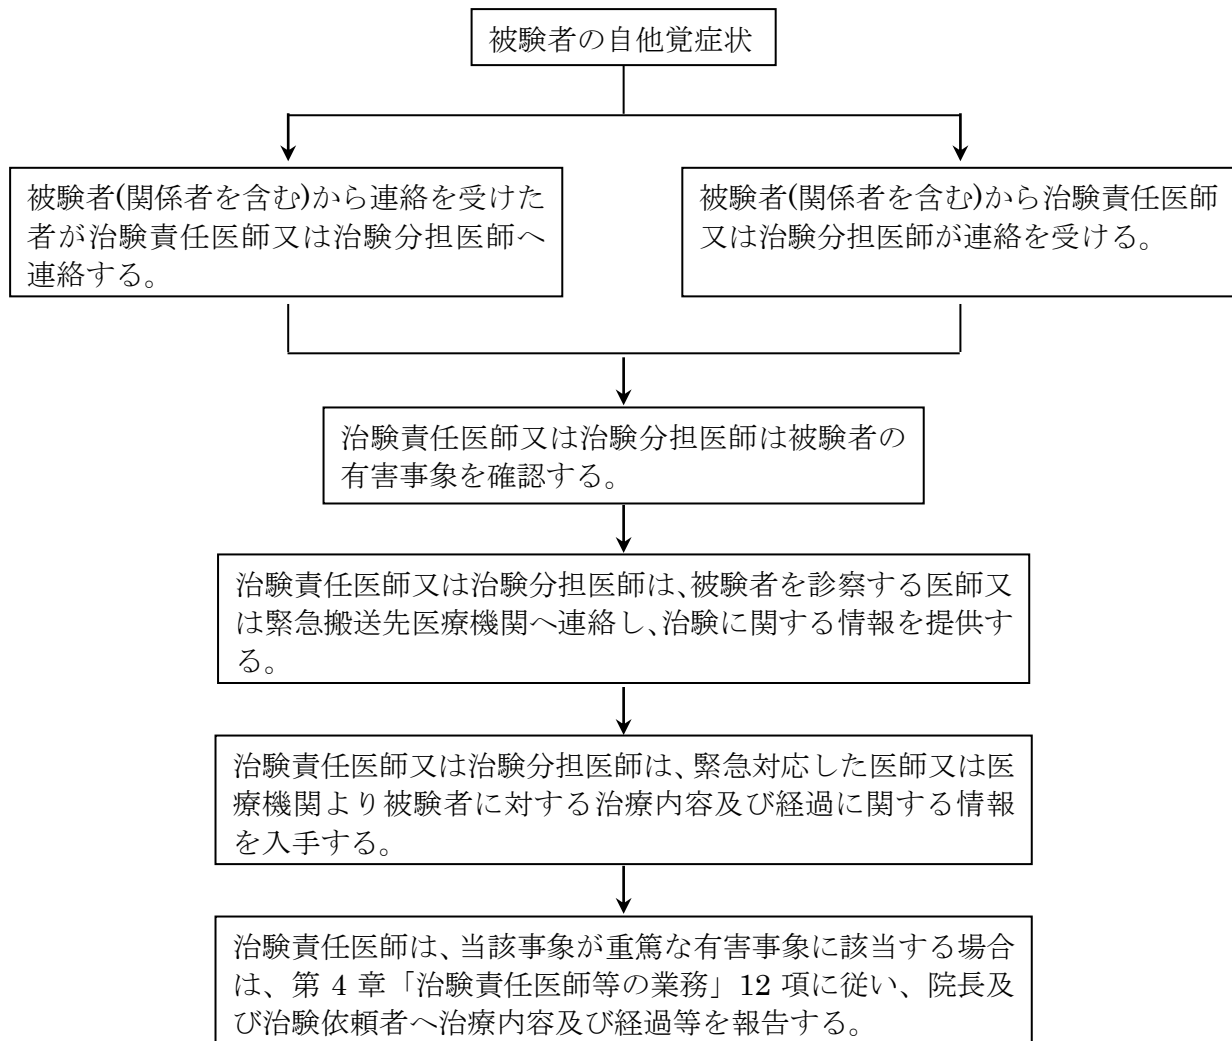 被験者の自他覚症状
被験者(関係者を含む)から連絡を受けた
者が治験責任医師又は治験分担医師へ
連絡する。
被験者(関係者を含む)から治験責任医師
又は治験分担医師が連絡を受ける。
治験責任医師又は治験分担医師は被験者の
有害事象を確認する。
治験責任医師又は治験分担医師は、被験者を診察する医師又
は緊急搬送先医療機関へ連絡し、治験に関する情報を提供す
る。
治験責任医師又は治験分担医師は、緊急対応した医師又は医
療機関より被験者に対する治療内容及び経過に関する情報
を入手する。
治験責任医師は、当該事象が重篤な有害事象に該当する場合
は、第 4 章「治験責任医師等の業務」12 項に従い、院長及
び治験依頼者へ治療内容及び経過等を報告する。